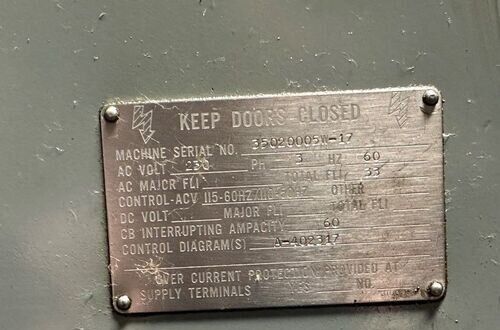 KEEP DOORS CLOSED
MACHINE SERIAL NO. 35020005W-17
AC VOLT 230 PH 3 HZ 60
AC MAJOR FLI TOTAL FLI 33
CONTROL-ACV 115-60HZ/110-50HZ OTHER
DC VOLT MAJOR FLI TOTAL FLI
CB INTERRUPTING AMPACITY 60
CONTROL DIAGRAM(S) A-402317
OVER CURRENT PROTECTION PROVIDED AT
SUPPLY TERMINALS YES NO